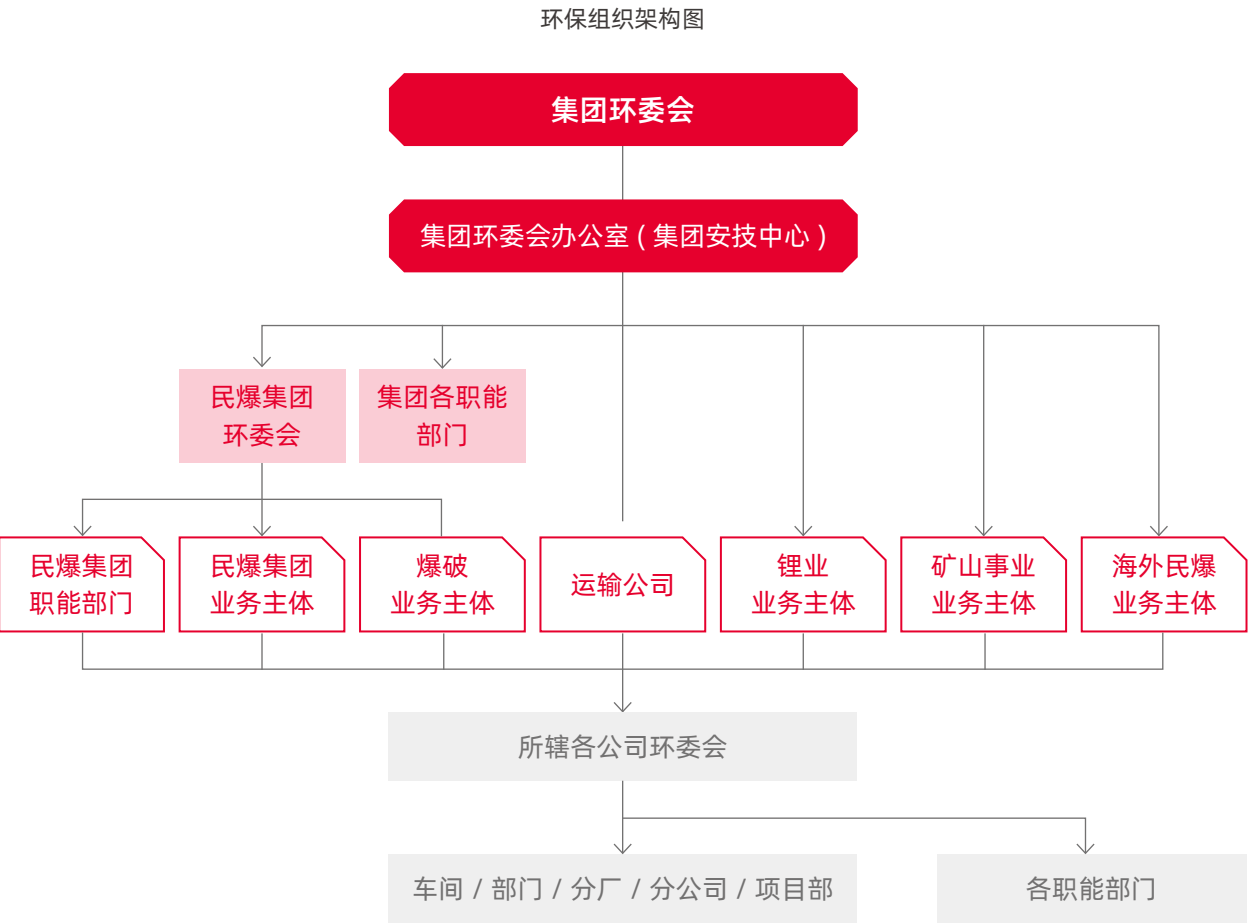 环保组织架构图
集团环委会
集团环委会办公室 ( 集团安技中心 )
民爆集团
环委会
集团各职能
部门
民爆集团
职能部门
民爆集团
业务主体
爆破
业务主体
运输公司
锂业
业务主体
矿山事业
业务主体
海外民爆
业务主体
所辖各公司环委会
车间 / 部门 / 分厂 / 分公司 / 项目部
各职能部门